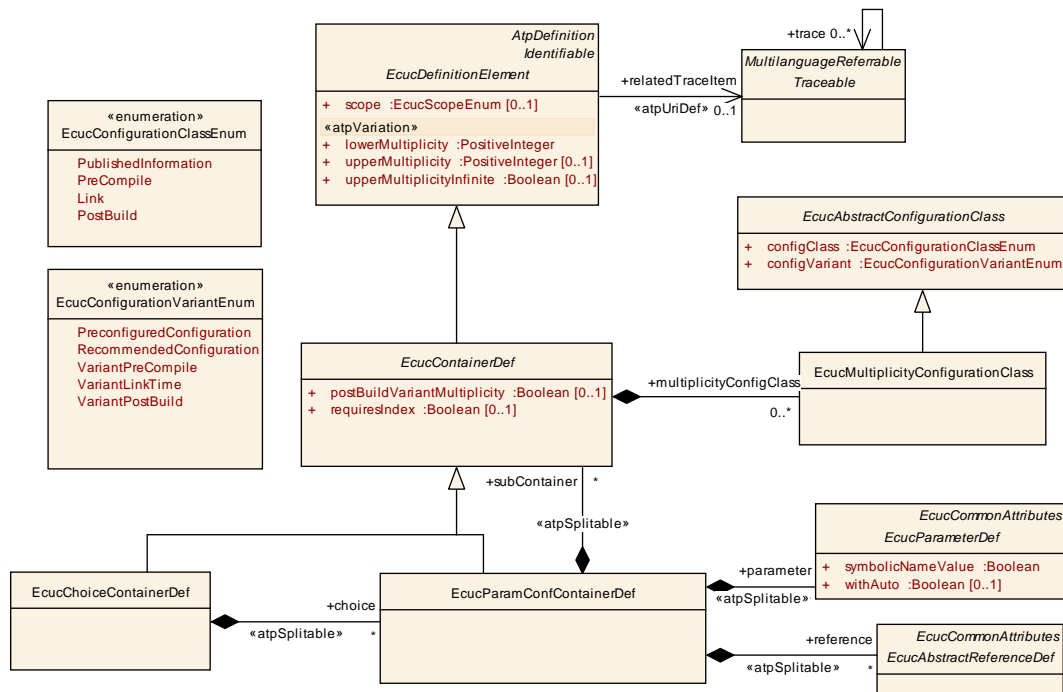 AtpDefinition
Identifiable
EcucDefinitionElement
+ scope :EcucScopeEnum [0..1]
«atpVariation»
+ lowerMultiplicity :PositiveInteger
+ upperMultiplicity :PositiveInteger [0..1]
+ upperMultiplicityInfinite :Boolean [0..1]
+trace 0..*
MultilanguageReferrable
Traceable
+relatedTraceItem
«atpUriDef» 0..1
«enumeration»
EcucConfigurationClassEnum
PublishedInformation
PreCompile
Link
PostBuild
«enumeration»
EcucConfigurationVariantEnum
PreconfiguredConfiguration
RecommendedConfiguration
VariantPreCompile
VariantLinkTime
VariantPostBuild
EcucAbstractConfigurationClass
+ configClass :EcucConfigurationClassEnum
+ configVariant :EcucConfigurationVariantEnum
EcucContainerDef
+ postBuildVariantMultiplicity :Boolean [0..1]
+ requiresIndex :Boolean [0..1]
+multiplicityConfigClass
0..*
EcucMultiplicityConfigurationClass
+subContainer *
«atpSplitable»
EcucChoiceContainerDef
+choice
«atpSplitable» *
EcucParamConfContainerDef
+parameter
«atpSplitable» *
EcucCommonAttributes
EcucParameterDef
+ symbolicNameValue :Boolean
+ withAuto :Boolean [0..1]
+reference
«atpSplitable» *
EcucCommonAttributes
EcucAbstractReferenceDef